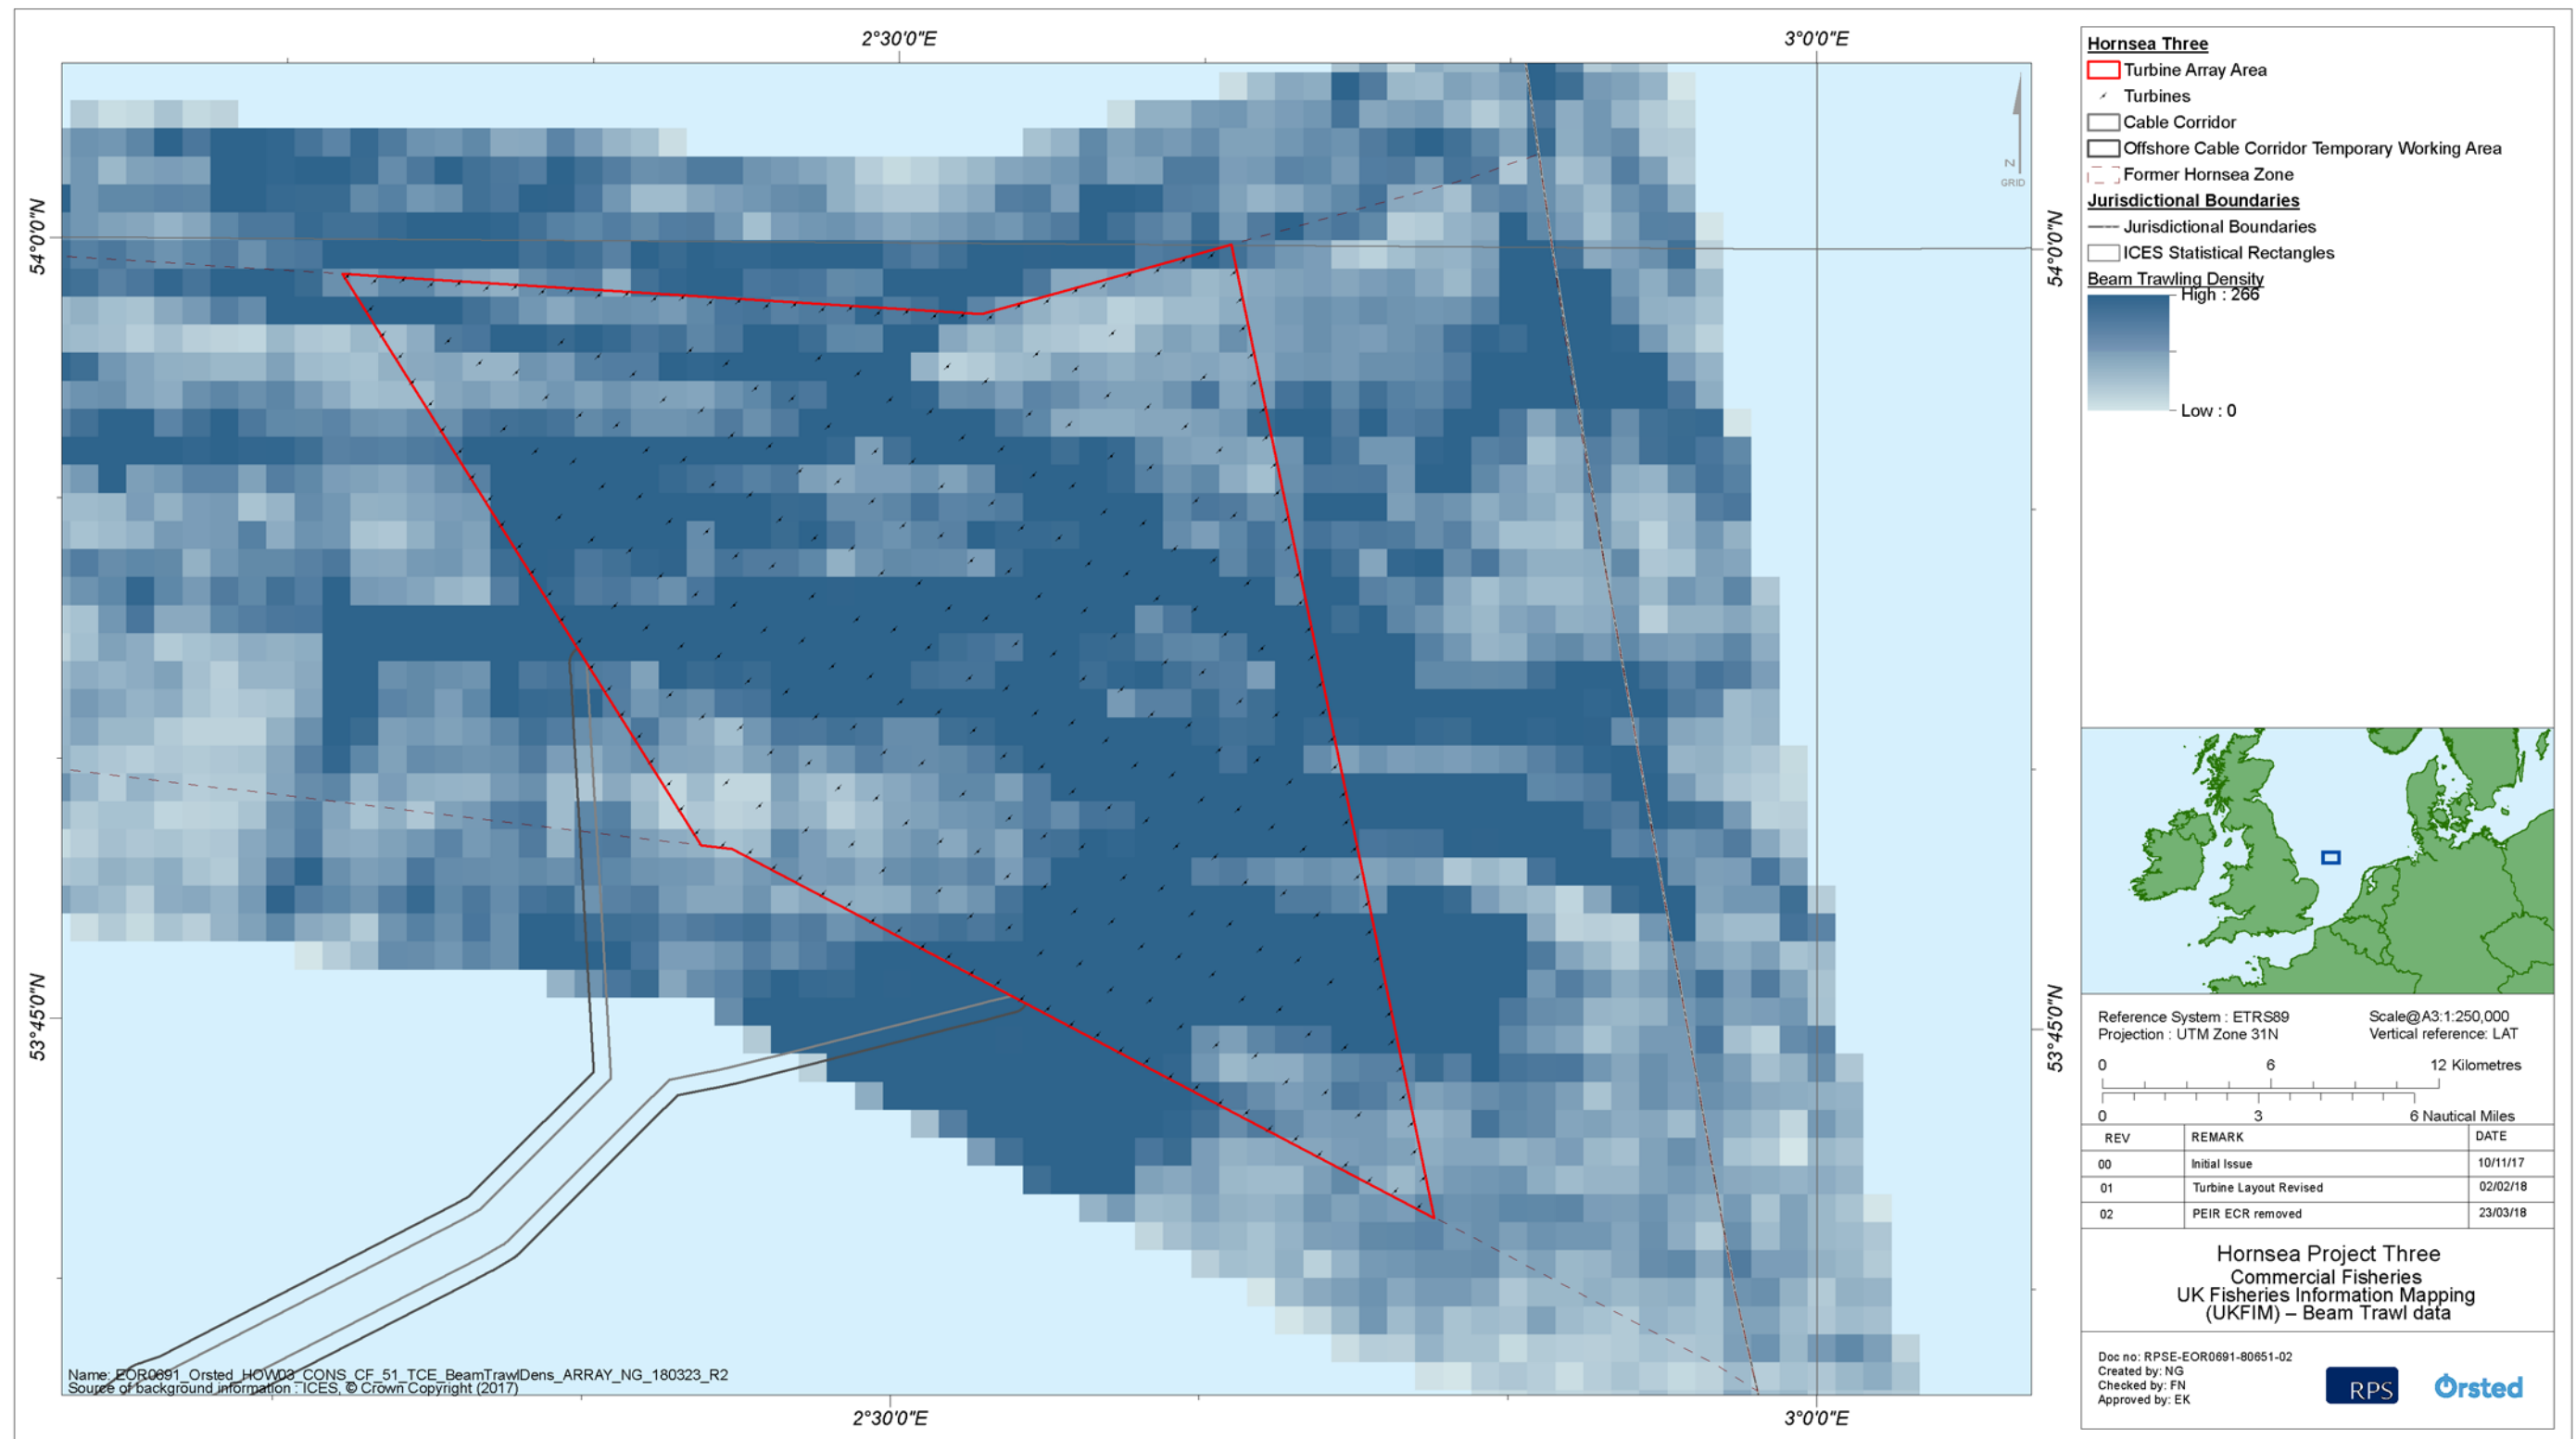 2°30'0"E
3°0'0"E
54°0'0"N
54°0'0"N
53°45'0"N
53°45'0"N
2°30'0"E
3°0'0"E
N
GRID
Name: EOR0691_Orsted_HOW03_CONS_CF_51_TCE_BeamTrawlDens_ARRAY_NG_180323_R2
Source of background information : ICES, © Crown Copyright (2017)
Hornsea Three
Turbine Array Area
Turbines
Cable Corridor
Offshore Cable Corridor Temporary Working Area
Former Hornsea Zone
Jurisdictional Boundaries
Jurisdictional Boundaries
ICES Statistical Rectangles
Beam Trawling Density
High : 266
Low : 0
Reference System : ETRS89
Scale@A3:1:250,000
Projection : UTM Zone 31N
Vertical reference: LAT
0 6 12 Kilometres
0 3 6 Nautical Miles
REV REMARK DATE
00 Initial Issue 10/11/17
01 Turbine Layout Revised 02/02/18
02 PEIR ECR removed 23/03/18
Hornsea Project Three
Commercial Fisheries
UK Fisheries Information Mapping
(UKFIM) – Beam Trawl data
Doc no: RPSE-EOR0691-80651-02
Created by: NG
Checked by: FN
Approved by: EK
RPS
Ørsted